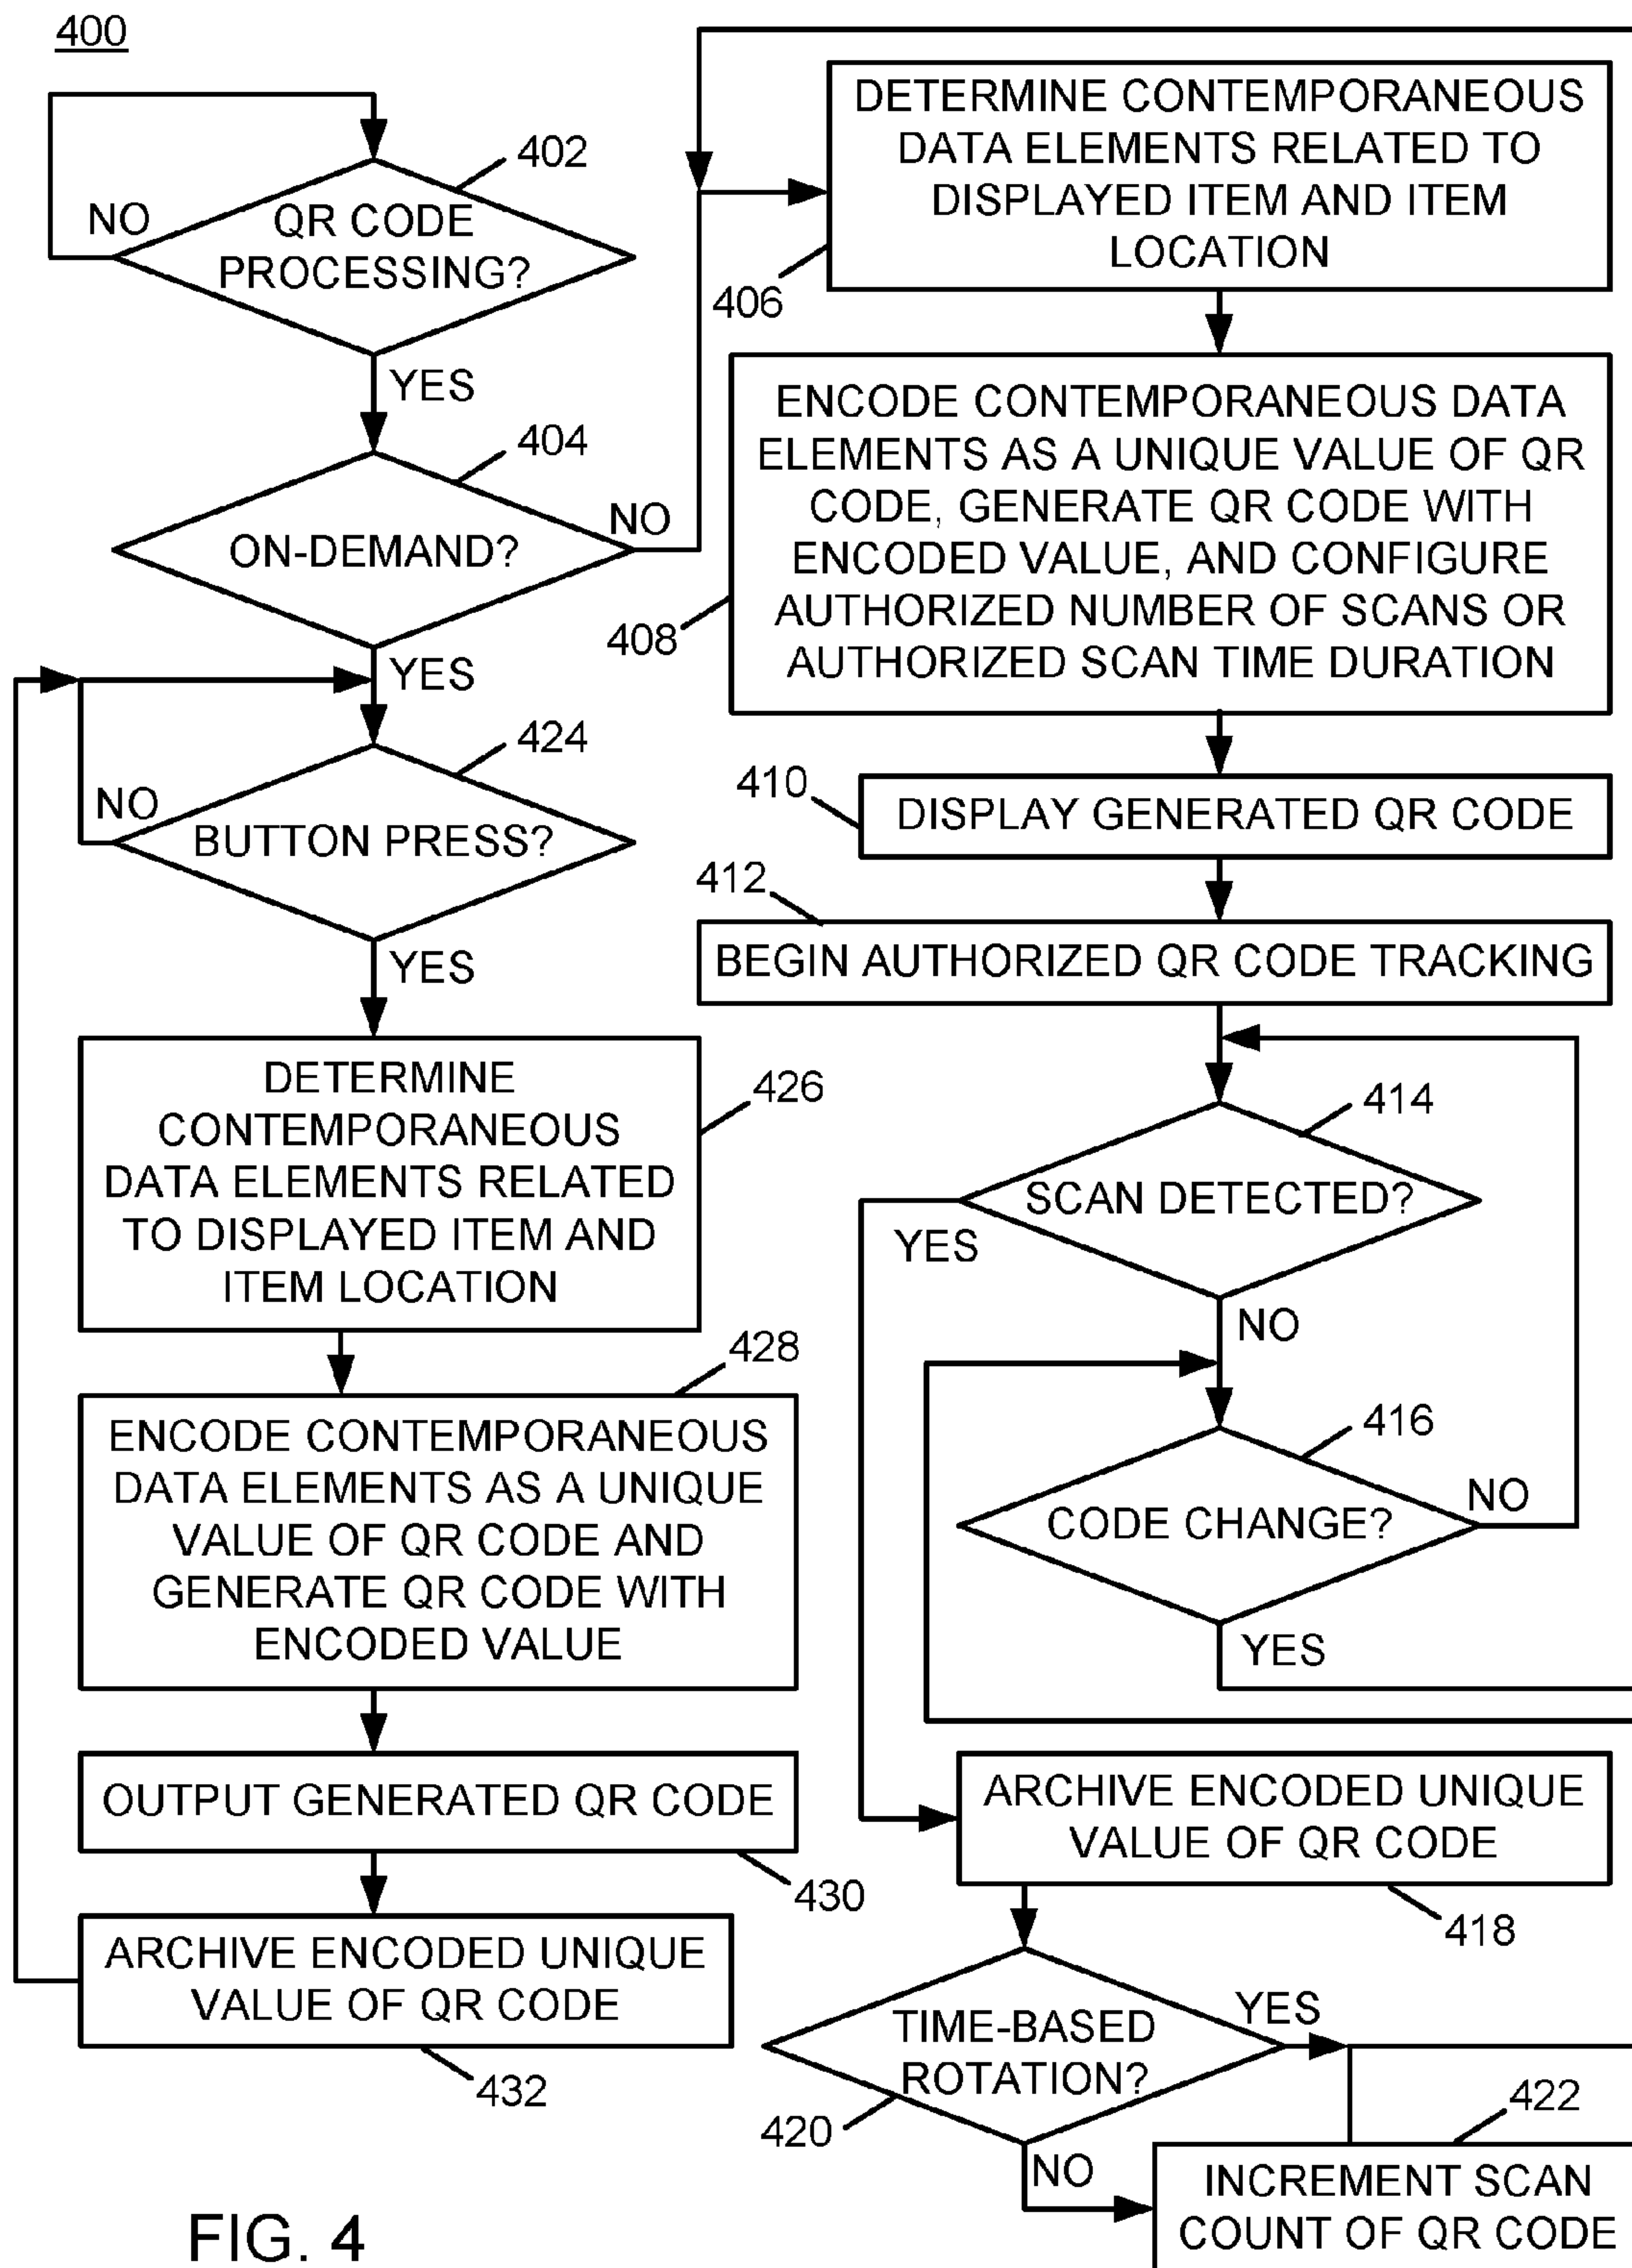 400
402
NO
QR CODE
PROCESSING?
YES
404
ON-DEMAND?
NO
YES
424
NO
BUTTON PRESS?
YES
DETERMINE
CONTEMPORANEOUS
DATA ELEMENTS RELATED
TO DISPLAYED ITEM AND
ITEM LOCATION
426
428
ENCODE CONTEMPORANEOUS
DATA ELEMENTS AS A UNIQUE
VALUE OF QR CODE AND
GENERATE QR CODE WITH
ENCODED VALUE
OUTPUT GENERATED QR CODE
430
ARCHIVE ENCODED UNIQUE
VALUE OF QR CODE
432
DETERMINE CONTEMPORANEOUS
DATA ELEMENTS RELATED TO
DISPLAYED ITEM AND ITEM
LOCATION
406
ENCODE CONTEMPORANEOUS DATA
ELEMENTS AS A UNIQUE VALUE OF QR
CODE, GENERATE QR CODE WITH
ENCODED VALUE, AND CONFIGURE
AUTHORIZED NUMBER OF SCANS OR
AUTHORIZED SCAN TIME DURATION
408
410
DISPLAY GENERATED QR CODE
412
BEGIN AUTHORIZED QR CODE TRACKING
414
SCAN DETECTED?
YES
NO
416
CODE CHANGE?
NO
YES
ARCHIVE ENCODED UNIQUE
VALUE OF QR CODE
418
TIME-BASED
ROTATION?
YES
420
NO
422
INCREMENT SCAN
COUNT OF QR CODE
FIG. 4